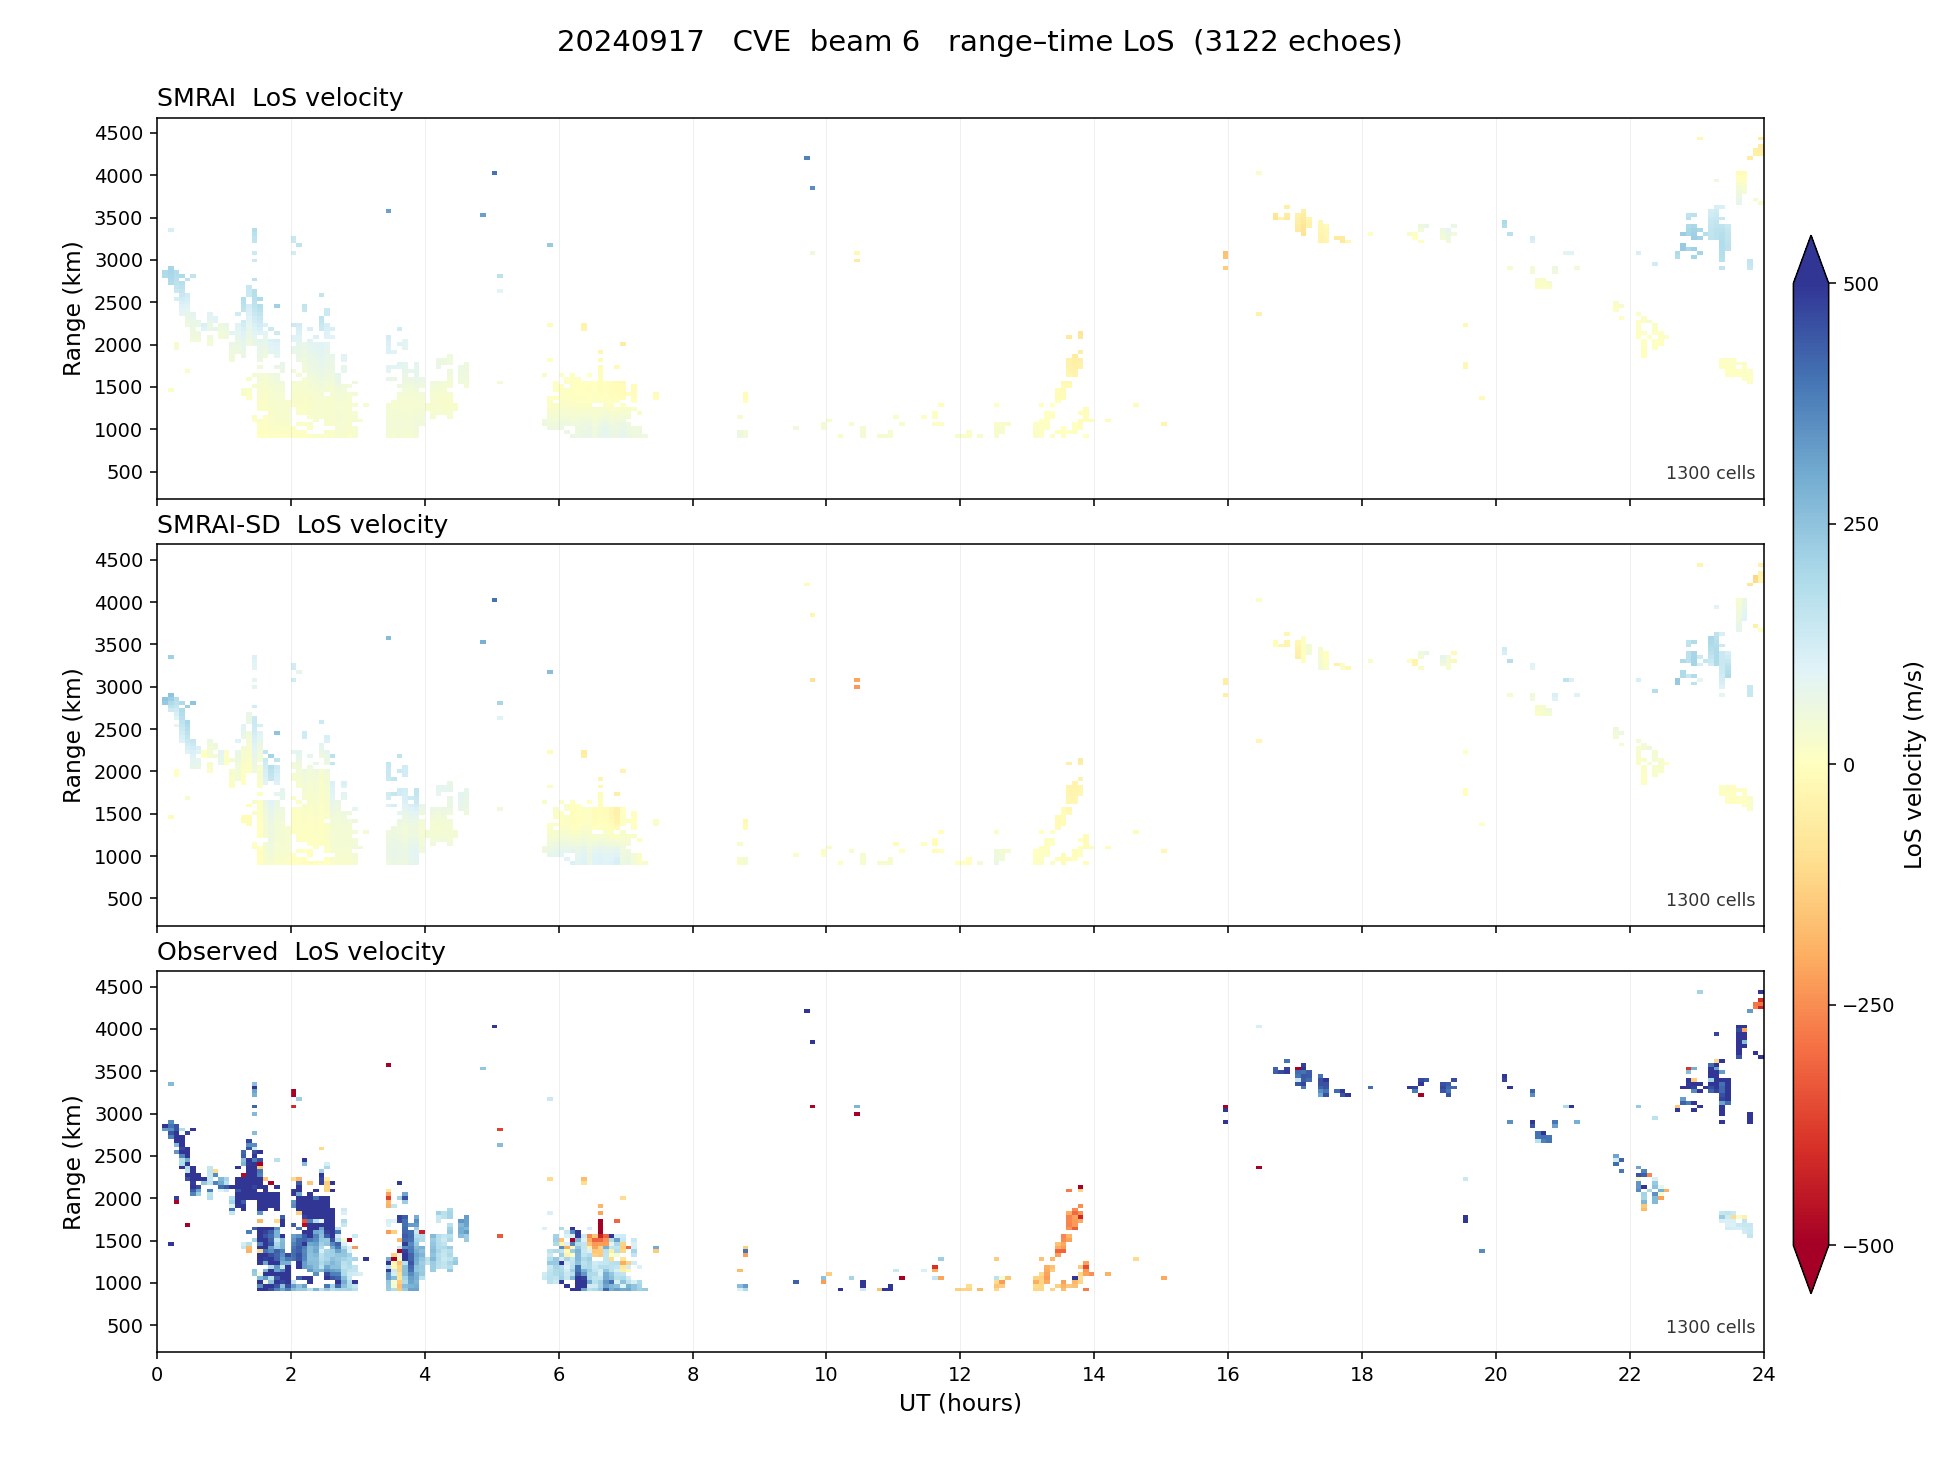 20240917   CVE  beam 6   range–time LoS  (3122 echoes)
SMRAI  LoS velocity
4500
4000
3500
3000
2500
2000
1500
1000
500
Range (km)
1300 cells
SMRAI-SD  LoS velocity
4500
4000
3500
3000
2500
2000
1500
1000
500
Range (km)
1300 cells
Observed  LoS velocity
4500
4000
3500
3000
2500
2000
1500
1000
500
Range (km)
1300 cells
0 2 4 6 8 10 12 14 16 18 20 22 24
UT (hours)
500
250
0
−250
−500
LoS velocity (m/s)